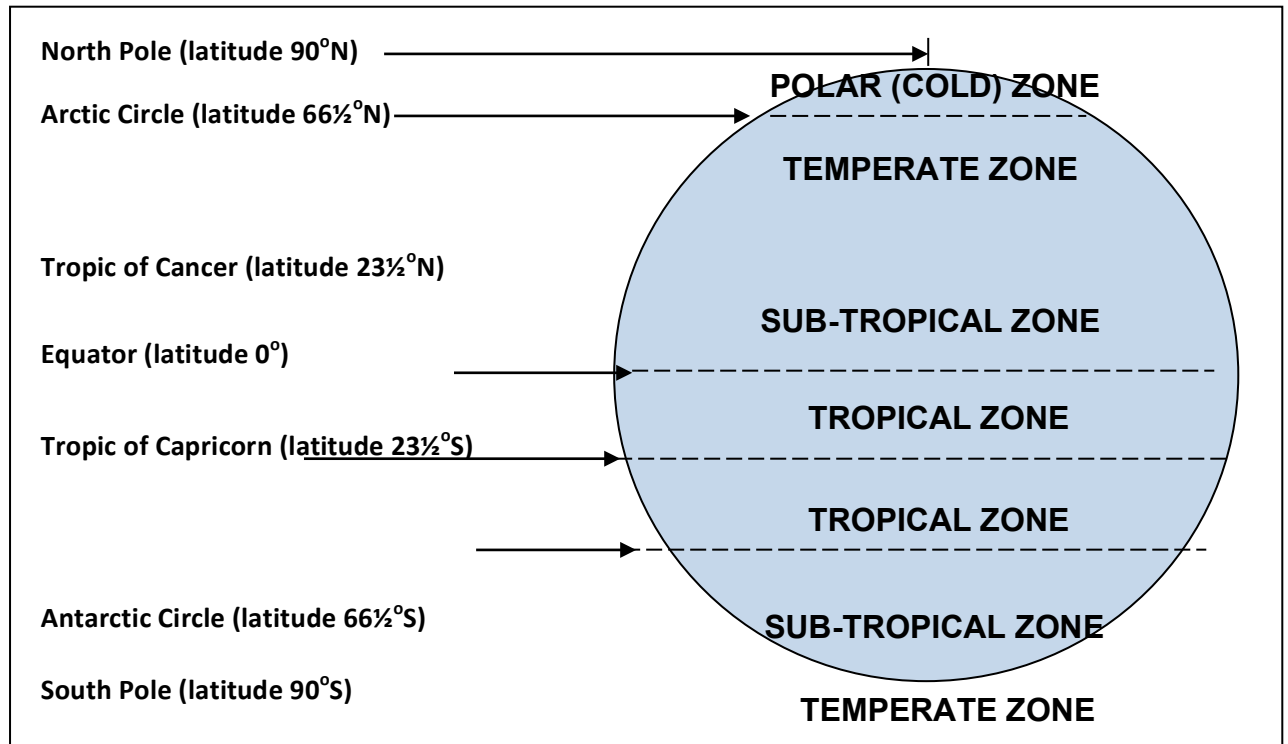 North Pole (latitude 90°N)
POLAR (COLD) ZONE
Arctic Circle (latitude 66½°N)
TEMPERATE ZONE
Tropic of Cancer (latitude 23½°N)
SUB-TROPICAL ZONE
Equator (latitude 0°)
TROPICAL ZONE
Tropic of Capricorn (latitude 23½°S)
TROPICAL ZONE
Antarctic Circle (latitude 66½°S)
SUB-TROPICAL ZONE
South Pole (latitude 90°S)
TEMPERATE ZONE